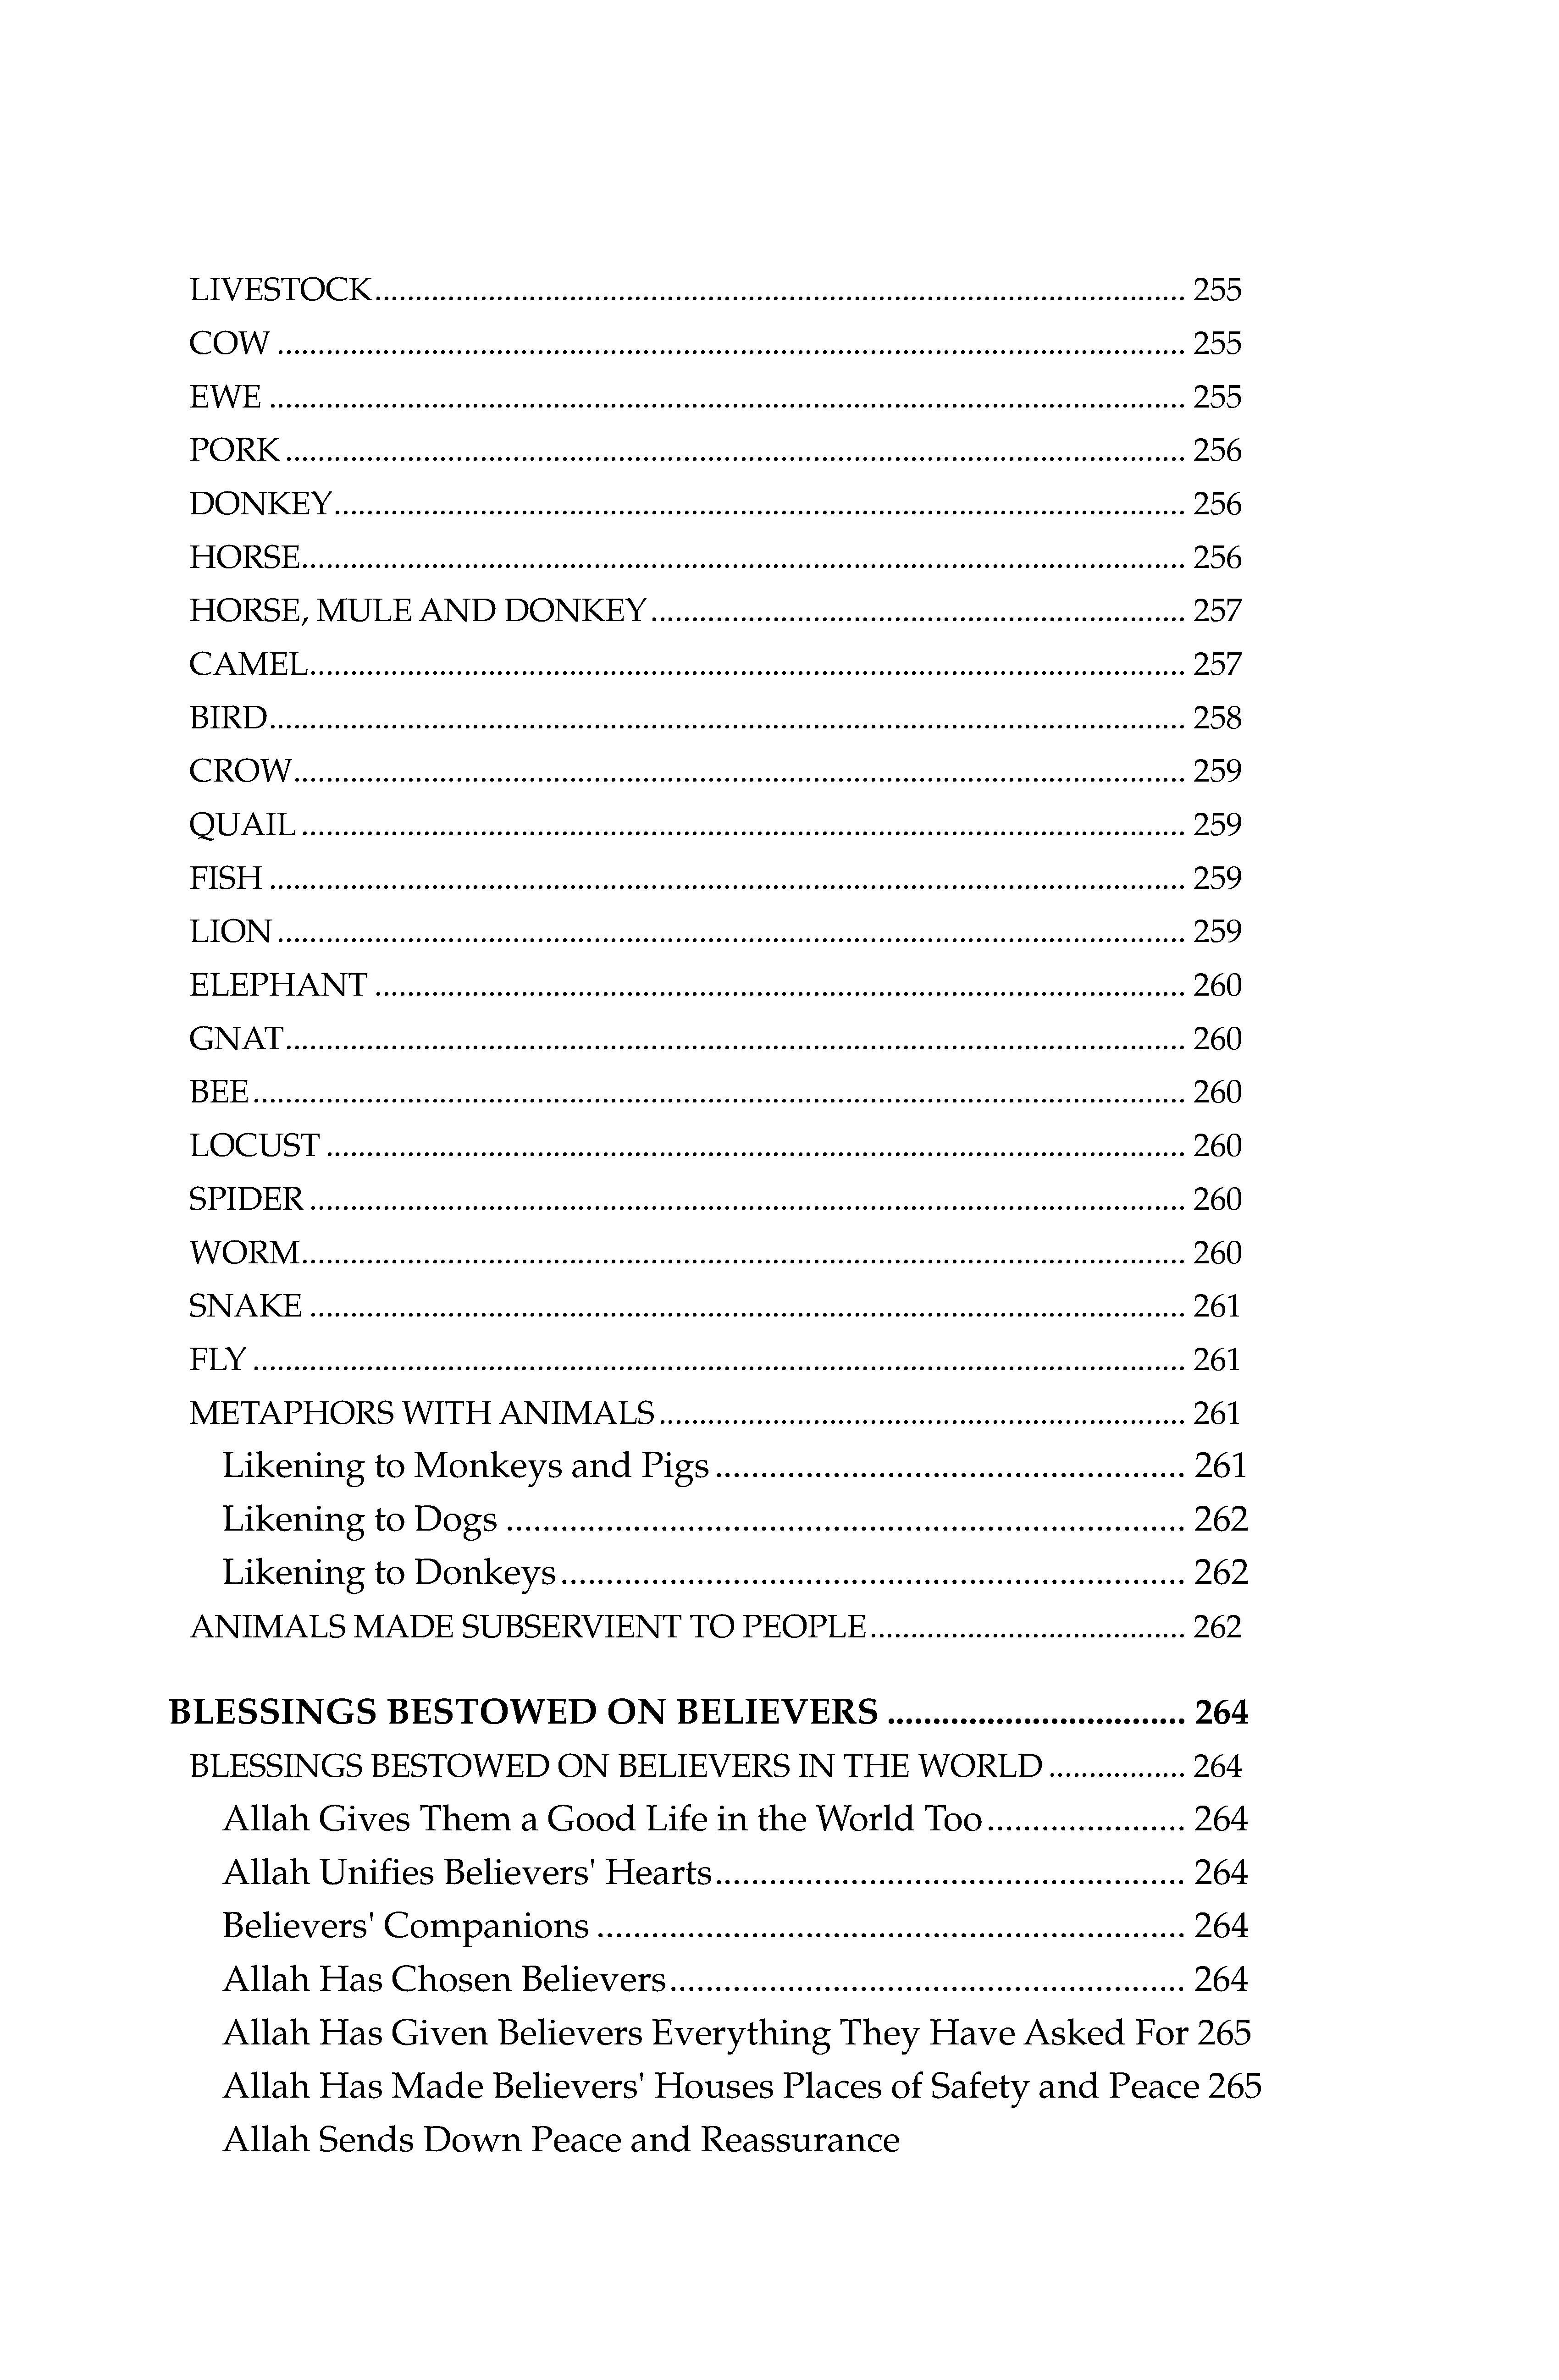 LIVESTOCK.................................................................................................. 255
COW ............................................................................................................... 255
EWE ................................................................................................................ 255
PORK .............................................................................................................. 256
DONKEY........................................................................................................ 256
HORSE............................................................................................................ 256
HORSE, MULE AND DONKEY ................................................................. 257
CAMEL........................................................................................................... 257
BIRD................................................................................................................ 258
CROW............................................................................................................. 259
QUAIL ............................................................................................................ 259
FISH ................................................................................................................ 259
LION ............................................................................................................... 259
ELEPHANT ................................................................................................... 260
GNAT.............................................................................................................. 260
BEE .................................................................................................................. 260
LOCUST ......................................................................................................... 260
SPIDER ........................................................................................................... 260
WORM............................................................................................................ 260
SNAKE ........................................................................................................... 261
FLY .................................................................................................................. 261
METAPHORS WITH ANIMALS ................................................................ 261
Likening to Monkeys and Pigs .................................................... 261
Likening to Dogs ........................................................................... 262
Likening to Donkeys ..................................................................... 262
ANIMALS MADE SUBSERVIENT TO PEOPLE....................................... 262
BLESSINGS BESTOWED ON BELIEVERS ................................. 264
BLESSINGS BESTOWED ON BELIEVERS IN THE WORLD ................. 264
Allah Gives Them a Good Life in the World Too ...................... 264
Allah Unifies Believers' Hearts.................................................... 264
Believers' Companions ................................................................. 264
Allah Has Chosen Believers......................................................... 264
Allah Has Given Believers Everything They Have Asked For 265
Allah Has Made Believers' Houses Places of Safety and Peace 265
Allah Sends Down Peace and Reassurance